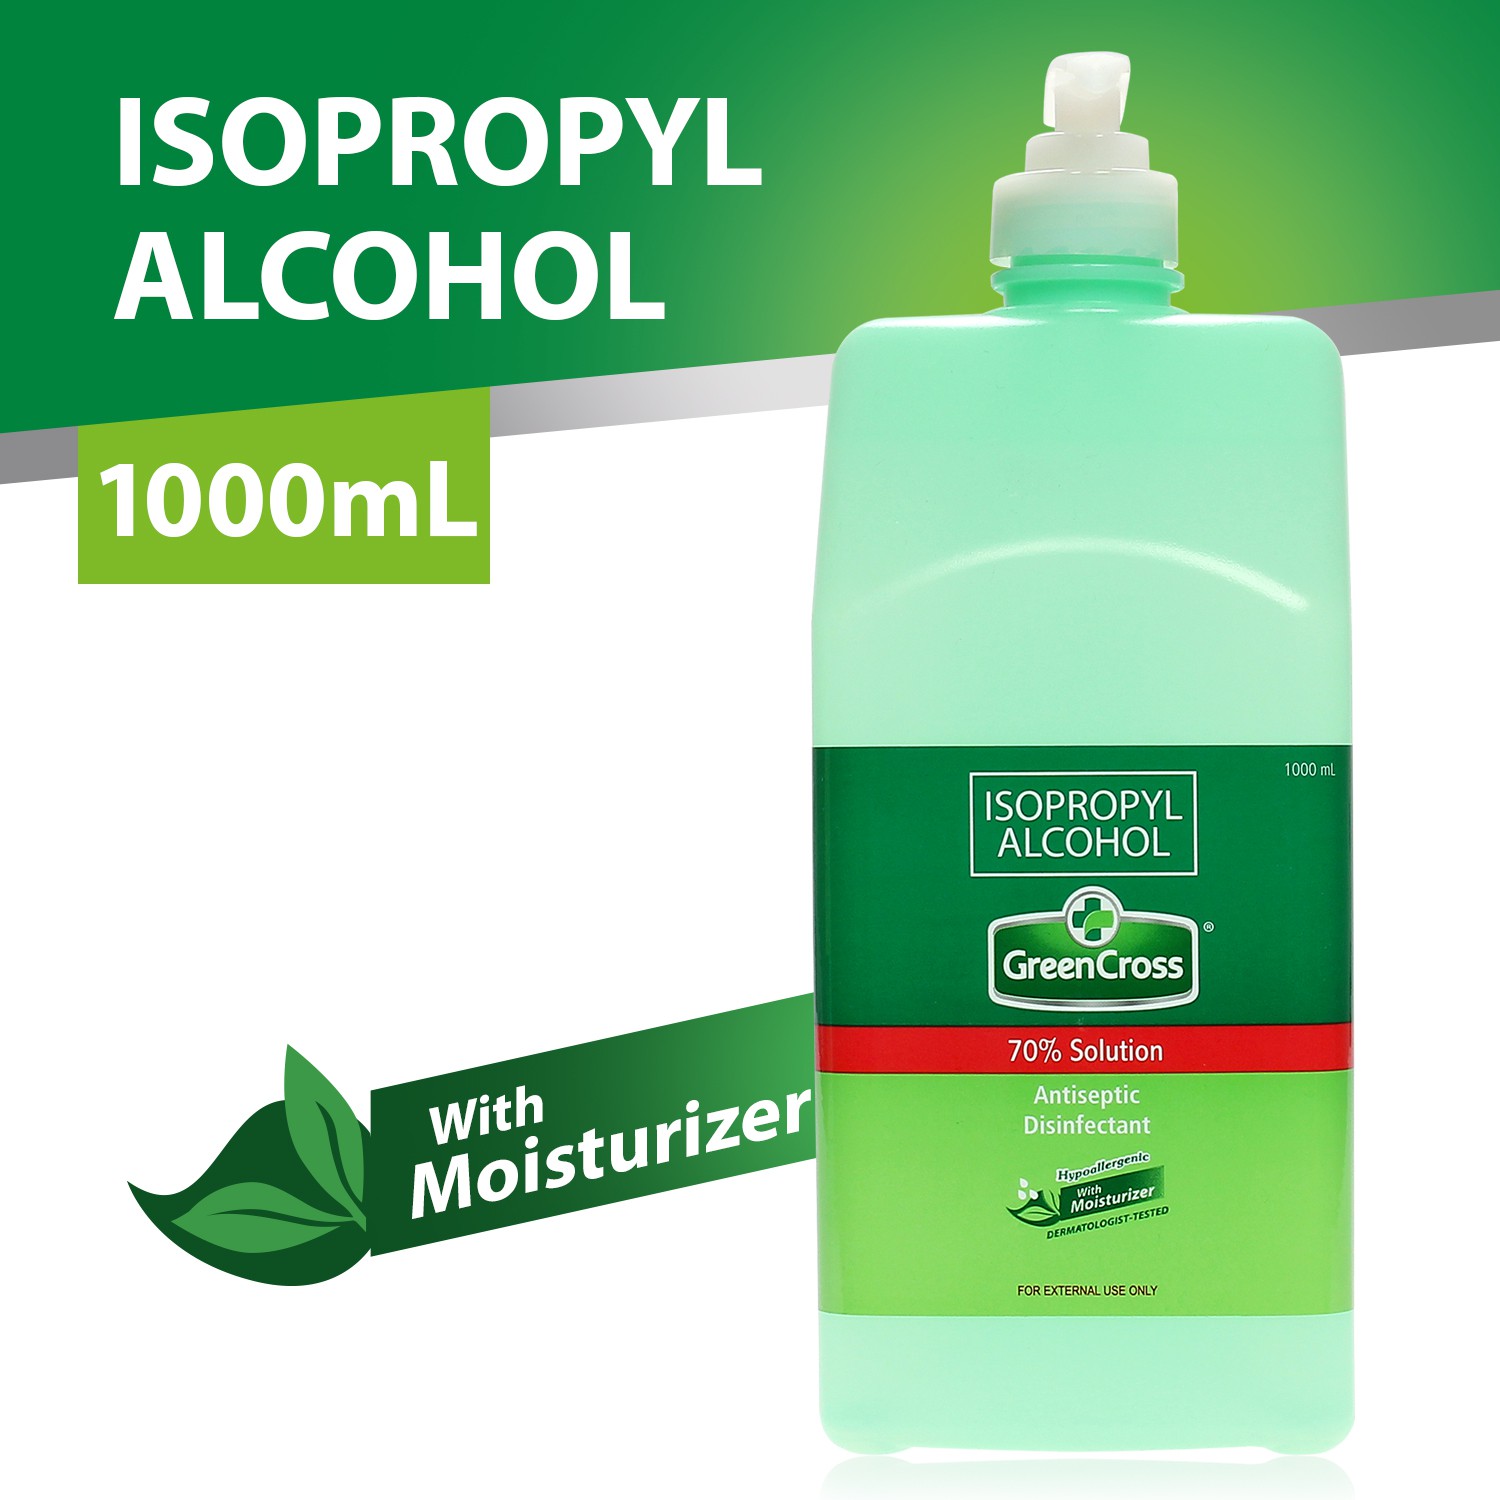 ISOPROPYL
ALCOHOL
1000mL
With
Moisturizer
1000 mL
ISOPROPYL
ALCOHOL
GreenCross
®
70% Solution
Antiseptic
Disinfectant
Hypoallergenic
With
Moisturizer
DERMATOLOGIST-TESTED
FOR EXTERNAL USE ONLY